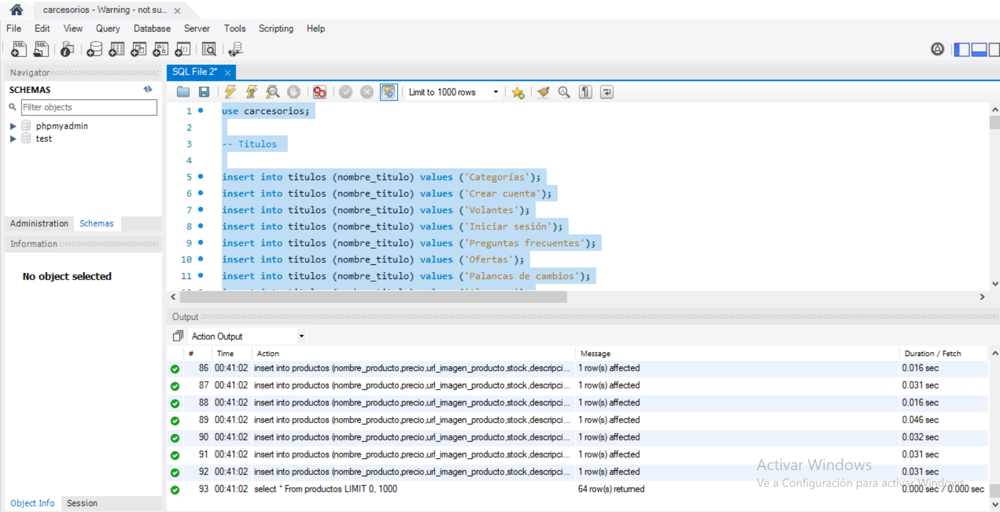 carcesorios - Warning - not su...
File Edit View Query Database Server Tools Scripting Help
Navigator
SCHEMAS
Filter objects
phpmyadmin
test
Administration Schemas
Information
No object selected
Object Info Session
SQL File 2*
Limit to 1000 rows
1 use carcesorios;
2
3 -- Titulos
4
5 insert into titulos (nombre_titulo) values ('Categorías');
6 insert into titulos (nombre_titulo) values ('Crear cuenta');
7 insert into titulos (nombre_titulo) values ('Volantes');
8 insert into titulos (nombre_titulo) values ('Iniciar sesión');
9 insert into titulos (nombre_titulo) values ('Preguntas frecuentes');
10 insert into titulos (nombre_titulo) values ('Ofertas');
11 insert into titulos (nombre_titulo) values ('Palancas de cambios');
Output
Action Output
# Time Action Message Duration / Fetch
86 00:41:02 insert into productos (nombre_producto,precio,url_imagen_producto,stock,descripci... 1 row(s) affected 0.016 sec
87 00:41:02 insert into productos (nombre_producto,precio,url_imagen_producto,stock,descripci... 1 row(s) affected 0.031 sec
88 00:41:02 insert into productos (nombre_producto,precio,url_imagen_producto,stock,descripci... 1 row(s) affected 0.016 sec
89 00:41:02 insert into productos (nombre_producto,precio,url_imagen_producto,stock,descripci... 1 row(s) affected 0.046 sec
90 00:41:02 insert into productos (nombre_producto,precio,url_imagen_producto,stock,descripci... 1 row(s) affected 0.032 sec
91 00:41:02 insert into productos (nombre_producto,precio,url_imagen_producto,stock,descripci... 1 row(s) affected 0.031 sec
92 00:41:02 insert into productos (nombre_producto,precio,url_imagen_producto,stock,descripci... 1 row(s) affected 0.031 sec
93 00:41:02 select * From productos LIMIT 0, 1000 64 row(s) returned 0.000 sec / 0.000 sec
Activar Windows
Ve a Configuración para activar Windows.